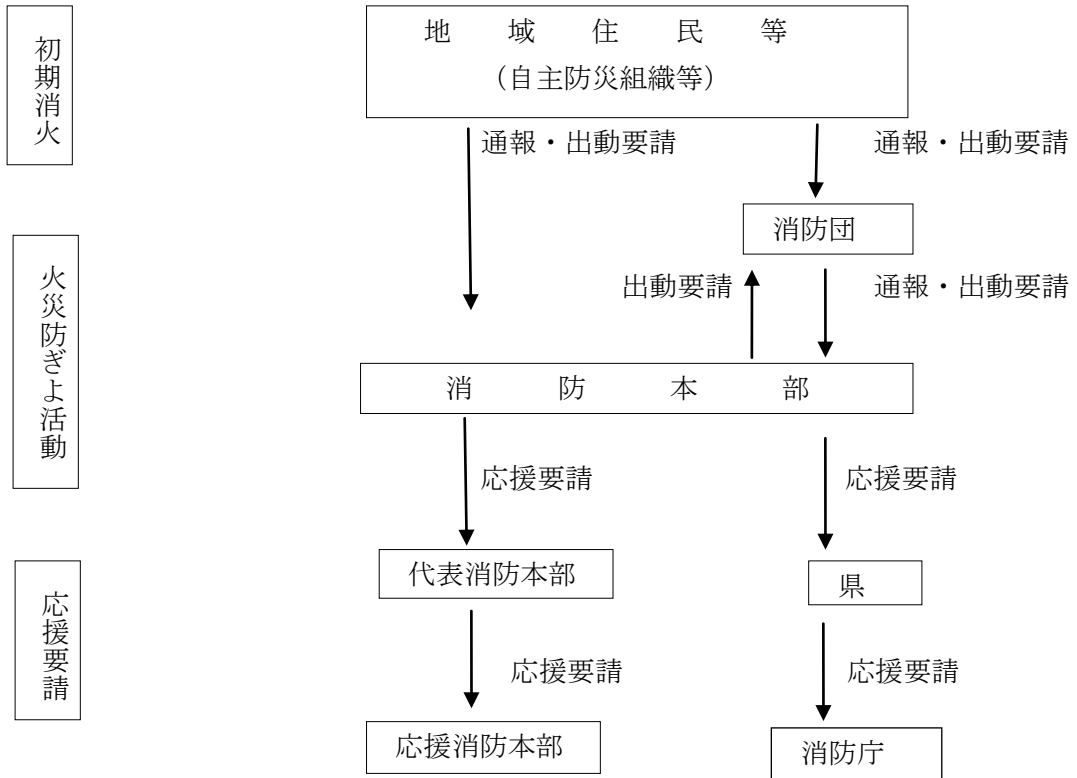 初期消火
地域住民等
（自主防災組織等）
通報・出動要請
通報・出動要請
消防団
火災防ぎよ活動
出動要請
通報・出動要請
消防本部
応援要請
応援要請
応援要請
代表消防本部
県
応援要請
応援要請
応援消防本部
消防庁